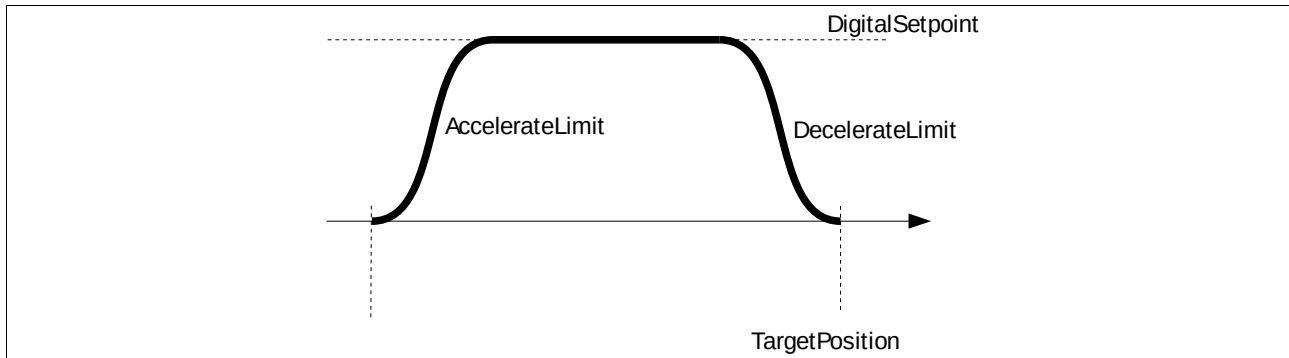 DigitalSetpoint
AccelerateLimit
DecelerateLimit
TargetPosition